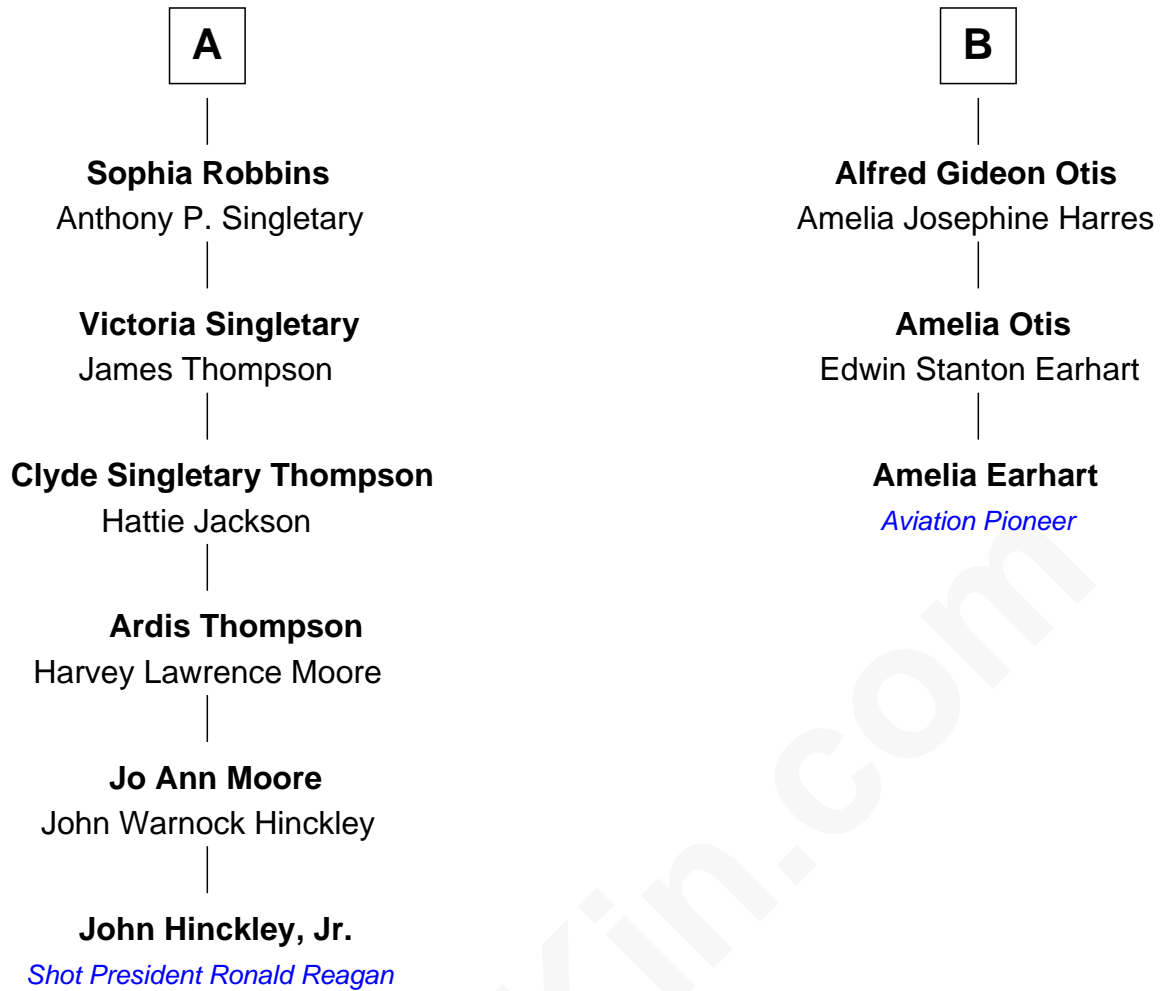 A
Sophia Robbins
Anthony P. Singletary
Victoria Singletary
James Thompson
Clyde Singletary Thompson
Hattie Jackson
Ardis Thompson
Harvey Lawrence Moore
Jo Ann Moore
John Warnock Hinckley
John Hinckley, Jr.
Shot President Ronald Reagan
B
Alfred Gideon Otis
Amelia Josephine Harres
Amelia Otis
Edwin Stanton Earhart
Amelia Earhart
Aviation Pioneer
Kin.com